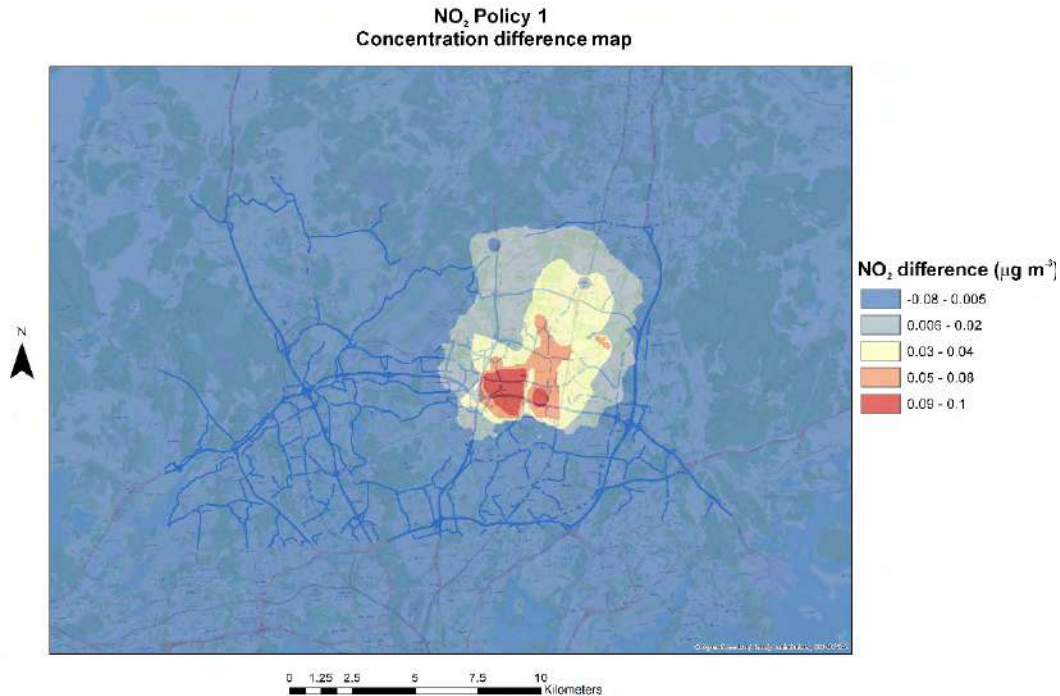 NO₂ Policy 1
Concentration difference map
N
NO₂ difference (µg m⁻³)
-0.08 - 0.005
0.006 - 0.02
0.03 - 0.04
0.05 - 0.08
0.09 - 0.1
0 1.25 2.5 5 7.5 10
Kilometers